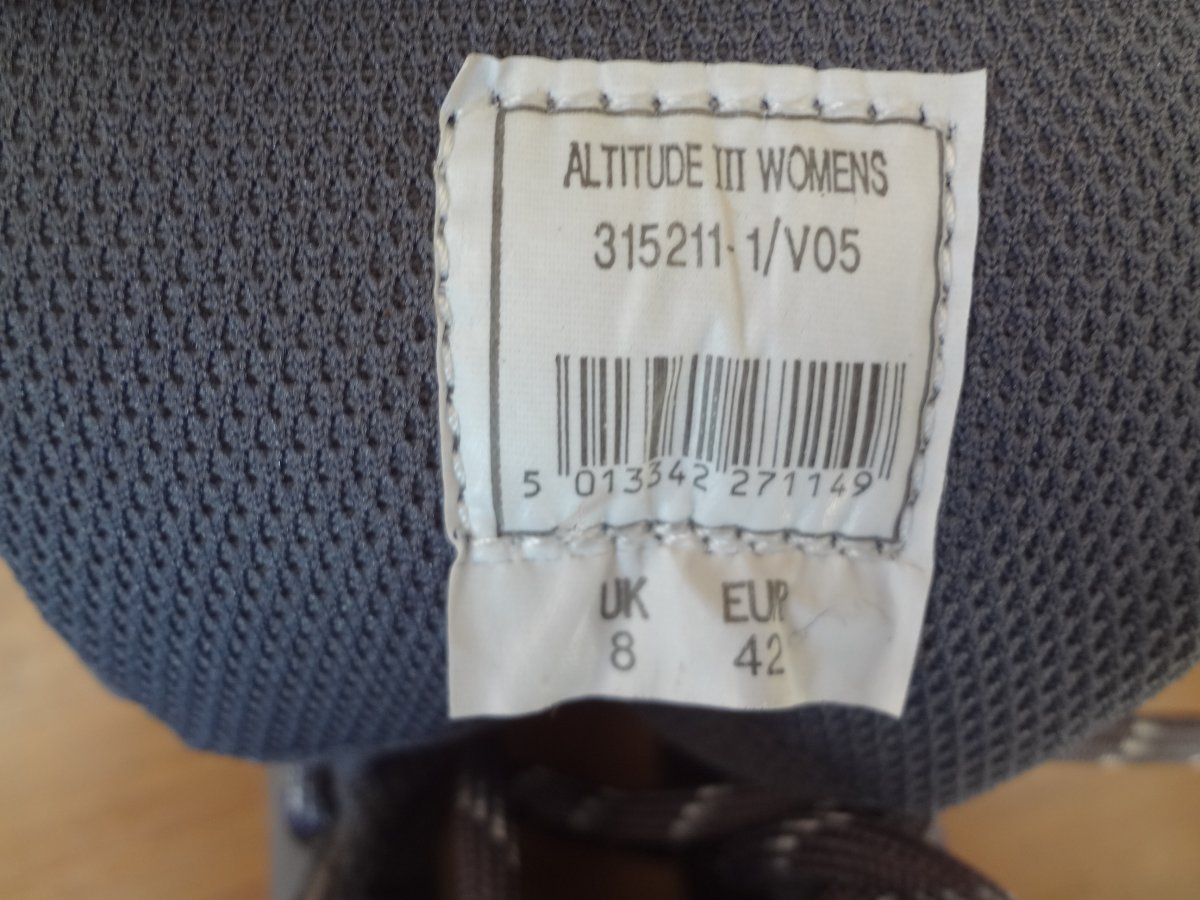 ALTITUDE III WOMENS
315211-1/V05
5 013342 271149
UK EUR
8 42